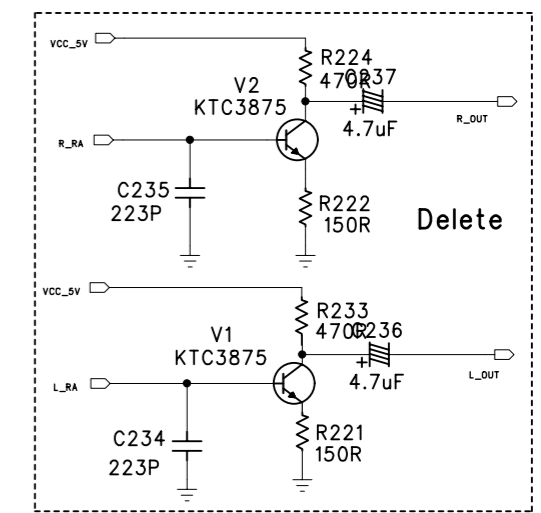 VCC_5V
R224
470R
C237
V2
KTC3875
+
4.7uF
R_OUT
R_RA
C235
223P
R222
150R
Delete
VCC_5V
R233
470R
C236
V1
KTC3875
+
4.7uF
L_OUT
L_RA
C234
223P
R221
150R